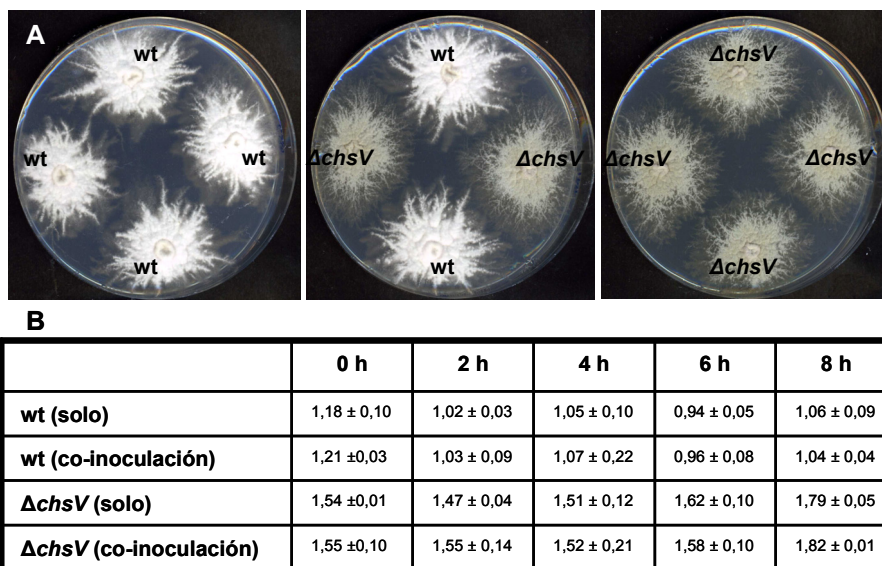 A
wt
wt
wt
wt
wt
ΔchsV
ΔchsV
wt
ΔchsV
ΔchsV
ΔchsV
ΔchsV
B
0 h 2 h 4 h 6 h 8 h
wt (solo) 1,18 ± 0,10 1,02 ± 0,03 1,05 ± 0,10 0,94 ± 0,05 1,06 ± 0,09
wt (co-inoculación) 1,21 ±0,03 1,03 ± 0,09 1,07 ± 0,22 0,96 ± 0,08 1,04 ± 0,04
ΔchsV (solo) 1,54 ±0,01 1,47 ± 0,04 1,51 ± 0,12 1,62 ± 0,10 1,79 ± 0,05
ΔchsV (co-inoculación) 1,55 ±0,10 1,55 ± 0,14 1,52 ± 0,21 1,58 ± 0,10 1,82 ± 0,01